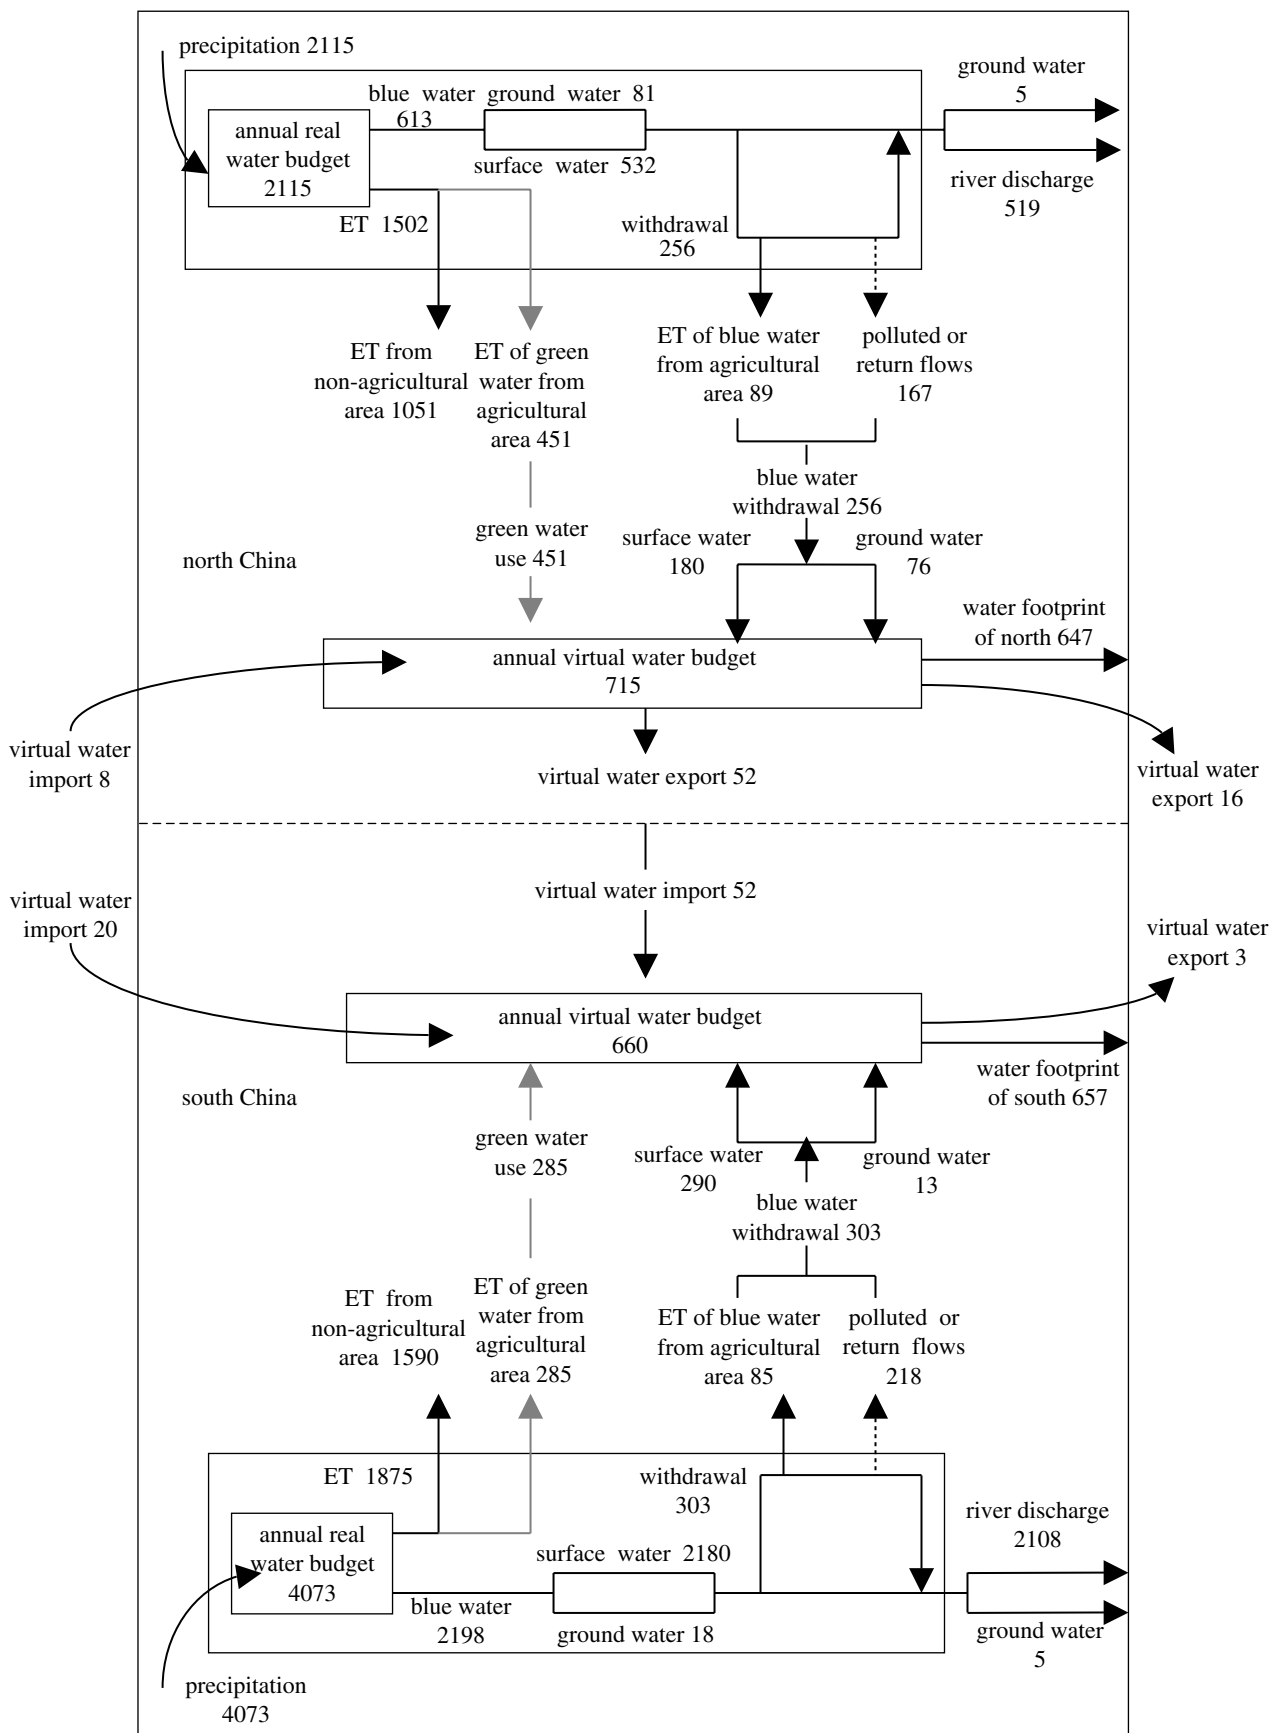 precipitation 2115
ground water
5
blue water ground water 81
613
annual real
water budget
2115
surface water 532
river discharge
519
ET 1502
withdrawal
256
ET from
non-agricultural
area 1051
ET of green
water from
agricultural
area 451
ET of blue water
from agricultural
area 89
polluted or
return flows
167
blue water
withdrawal 256
green water
use 451
surface water
180
ground water
76
north China
water footprint
of north 647
annual virtual water budget
715
virtual water
import 8
virtual water export 52
virtual water
export 16
virtual water import 52
virtual water
import 20
virtual water
export 3
annual virtual water budget
660
water footprint
of south 657
south China
green water
use 285
surface water
290
ground water
13
blue water
withdrawal 303
ET from
non-agricultural
area 1590
ET of green
water from
agricultural
area 285
ET of blue water
from agricultural
area 85
polluted or
return flows
218
ET 1875
withdrawal
303
river discharge
2108
annual real
water budget
4073
surface water 2180
blue water
2198
ground water 18
ground water
5
precipitation
4073